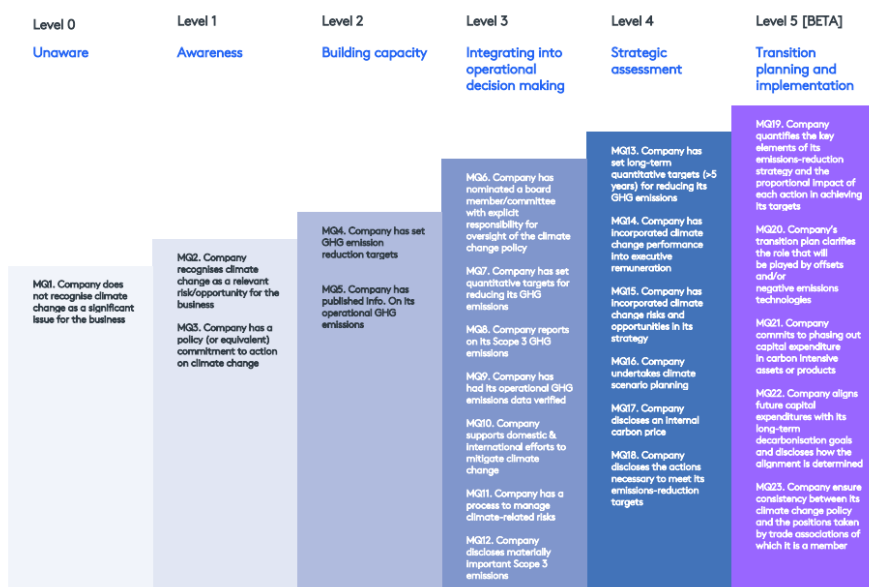 Level 0
Unaware
MQ1. Company does
not recognise climate
change as a significant
issue for the business
Level 1
Awareness
MQ2. Company
recognises climate
change as a relevant
risk/opportunity for the
business
MQ3. Company has a
policy (or equivalent)
commitment to action
on climate change
Level 2
Building capacity
MQ4. Company has set
GHG emission
reduction targets
MQ5. Company has
published info. On its
operational GHG
emissions
Level 3
Integrating into
operational
decision making
MQ6. Company has
nominated a board
member/committee
with explicit
responsibility for
oversight of the climate
change policy
MQ7. Company has set
quantitative targets for
reducing its GHG
emissions
MQ8. Company reports
on its Scope 3 GHG
emissions
MQ9. Company has
had its operational GHG
emissions data verified
MQ10. Company
supports domestic &
international efforts to
mitigate climate
change
MQ11. Company has a
process to manage
climate-related risks
MQ12. Company
discloses materially
important Scope 3
emissions
Level 4
Strategic
assessment
MQ13. Company has
set long-term
quantitative targets (>5
years) for reducing its
GHG emissions
MQ14. Company has
incorporated climate
change performance
into executive
remuneration
MQ15. Company has
incorporated climate
change risks and
opportunities in its
strategy
MQ16. Company
undertakes climate
scenario planning
MQ17. Company
discloses an internal
carbon price
MQ18. Company
discloses the actions
necessary to meet its
emissions-reduction
targets
Level 5 [BETA]
Transition
planning and
implementation
MQ19. Company
quantifies the key
elements of its
emissions-reduction
strategy and the
proportional impact of
each action in achieving
its targets
MQ20. Company's
transition plan clarifies
the role that will
be played by offsets
and/or
negative emissions
technologies
MQ21. Company
commits to phasing out
capital expenditure
in carbon intensive
assets or products
MQ22. Company aligns
future capital
expenditures with its
long-term
decarbonisation goals
and discloses how the
alignment is determined
MQ23. Company ensure
consistency between its
climate change policy
and the positions taken
by trade associations of
which it is a member